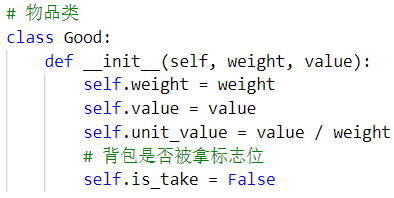 # 物品类
class Good:
    def __init__(self, weight, value):
        self.weight = weight
        self.value = value
        self.unit_value = value / weight
        # 背包是否被拿标志位
        self.is_take = False